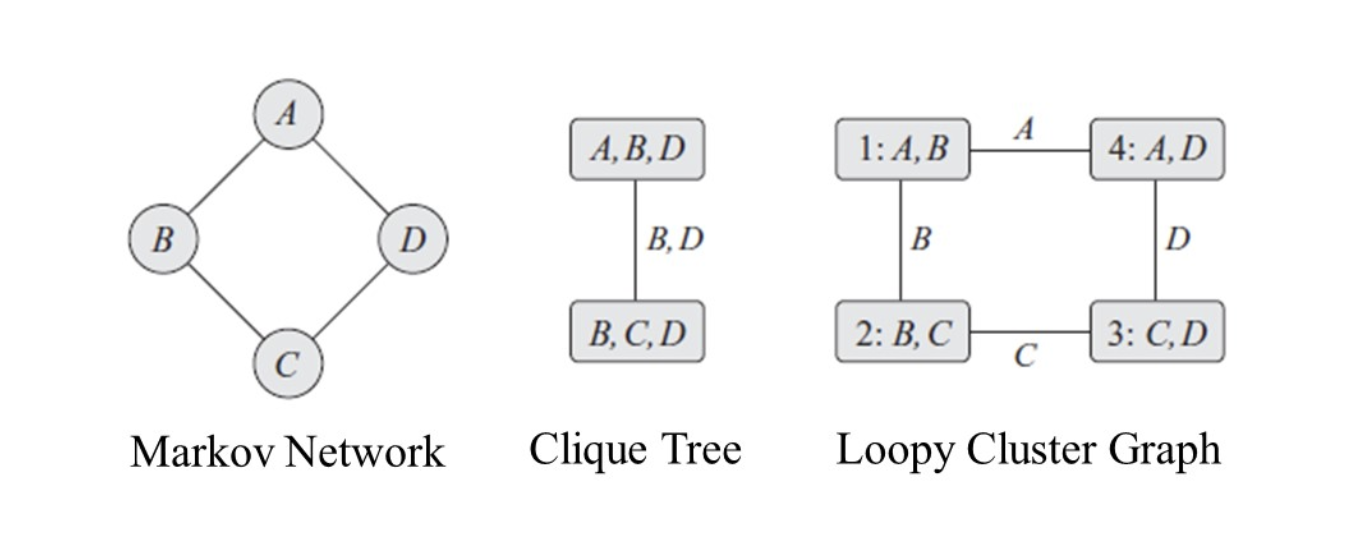 A
B
D
C
Markov Network
A, B, D
B, D
B, C, D
Clique Tree
1: A, B
A
4: A, D
B
D
2: B, C
C
3: C, D
Loopy Cluster Graph